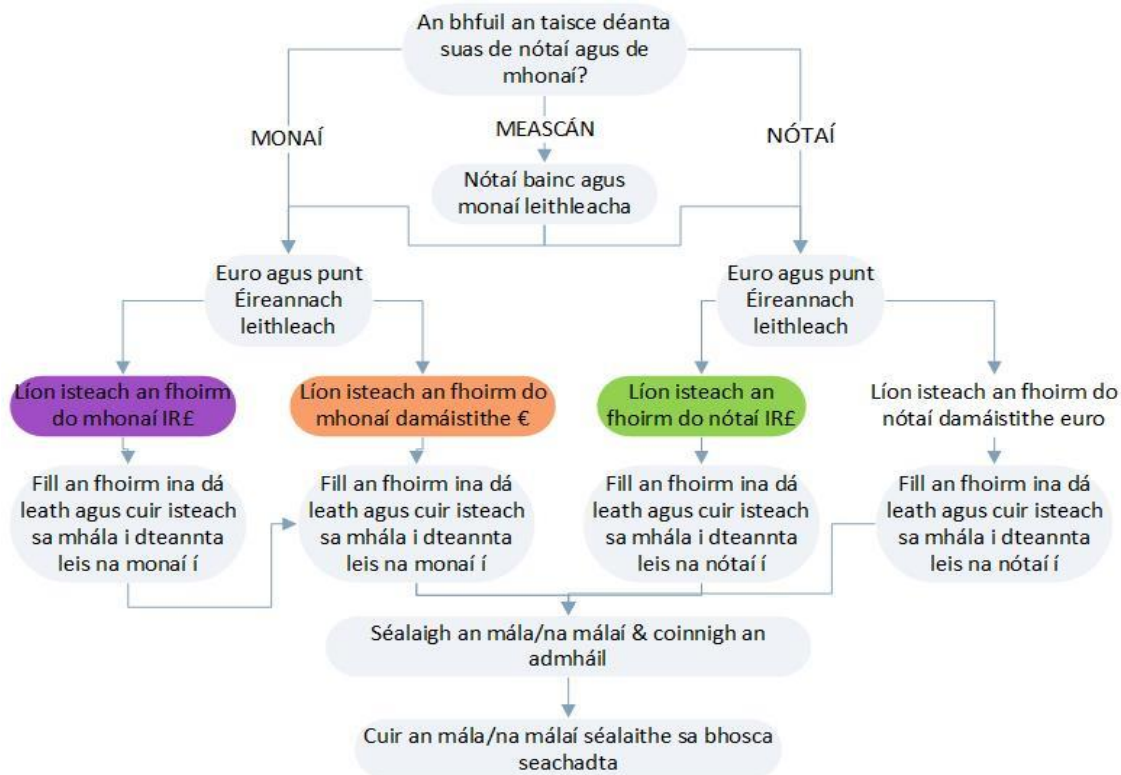 An bhfuil an taisce déanta
suas de nótaí agus de
mhonaí?
MONAÍ
MEASCÁN
NÓTAÍ
Nótaí bainc agus
monaí leithleacha
Euro agus punt
Éireannach
leithleach
Euro agus punt
Éireannach
leithleach
Líon isteach an fhoirm
do mhonaí IR£
Líon isteach an fhoirm do
mhonaí damáistithe €
Líon isteach an
fhoirm do nótaí IR£
Líon isteach an fhoirm do
nótaí damáistithe euro
Fill an fhoirm ina dá
leath agus cuir isteach
sa mhála i dteannta
leis na monaí í
Fill an fhoirm ina dá
leath agus cuir isteach
sa mhála i dteannta
leis na monaí í
Fill an fhoirm ina dá
leath agus cuir isteach
sa mhála i dteannta
leis na nótaí í
Fill an fhoirm ina dá
leath agus cuir isteach
sa mhála i dteannta
leis na nótaí í
Séalaigh an mála/na málaí & coinnigh an
admháil
Cuir an mála/na málaí séalaithe sa bhosca
seachadta